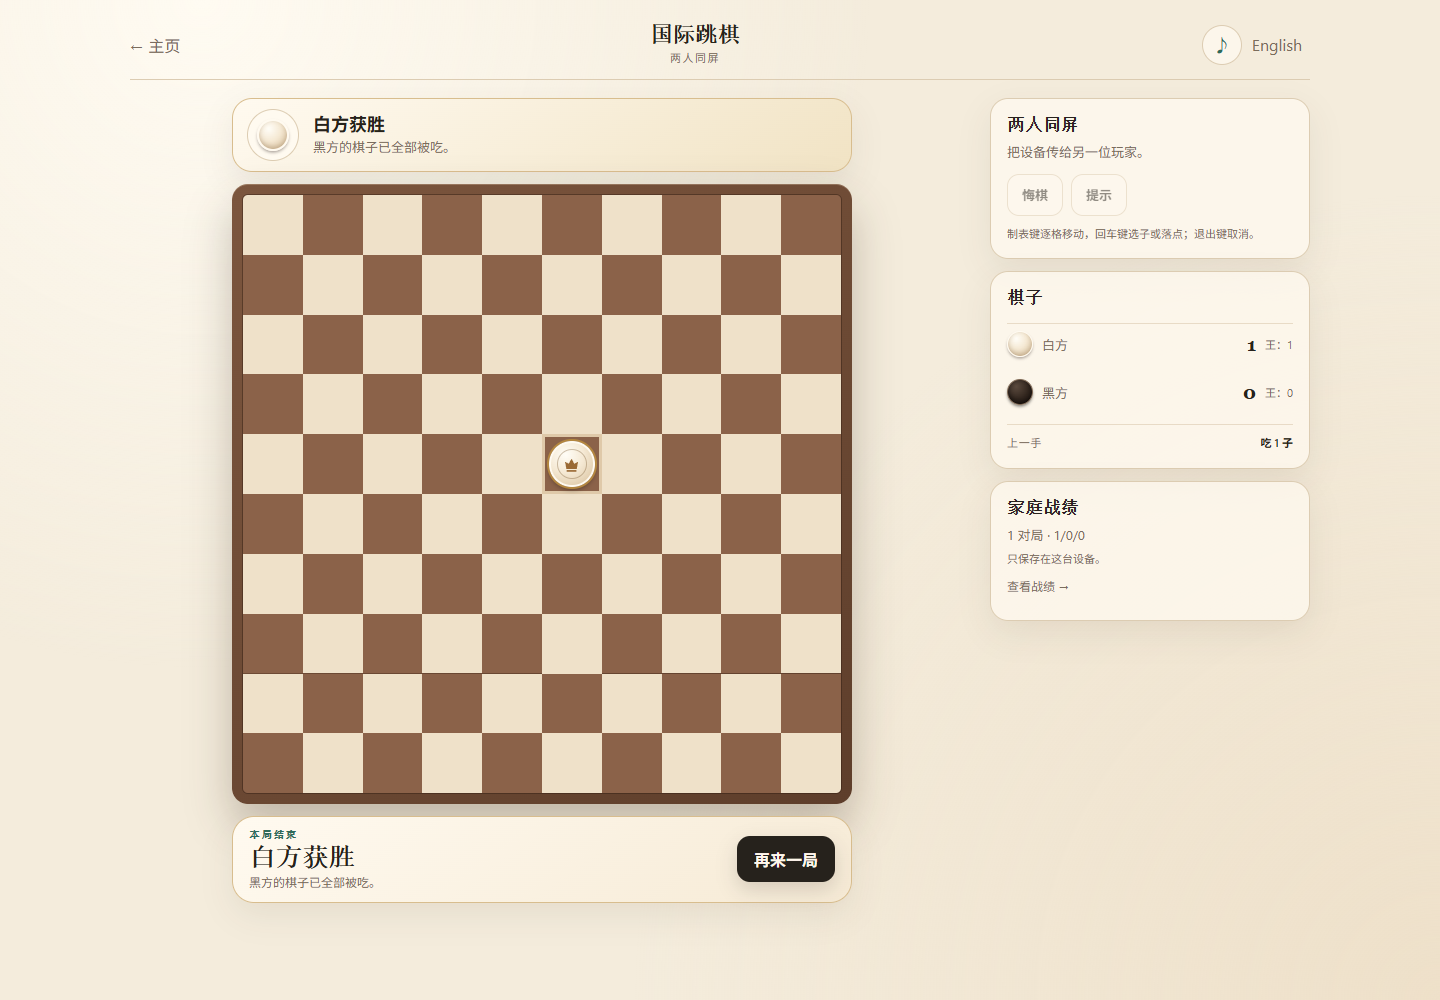 ← 主页
国际跳棋
两人同屏
♪
English
白方获胜
黑方的棋子已全部被吃。
本局结束
白方获胜
黑方的棋子已全部被吃。
再来一局
两人同屏
把设备传给另一位玩家。
悔棋 提示
制表键逐格移动，回车键选子或落点；退出键取消。
棋子
白方 1 王：1
黑方 0 王：0
上一手 吃 1 子
家庭战绩
1 对局 · 1/0/0
只保存在这台设备。
查看战绩 →